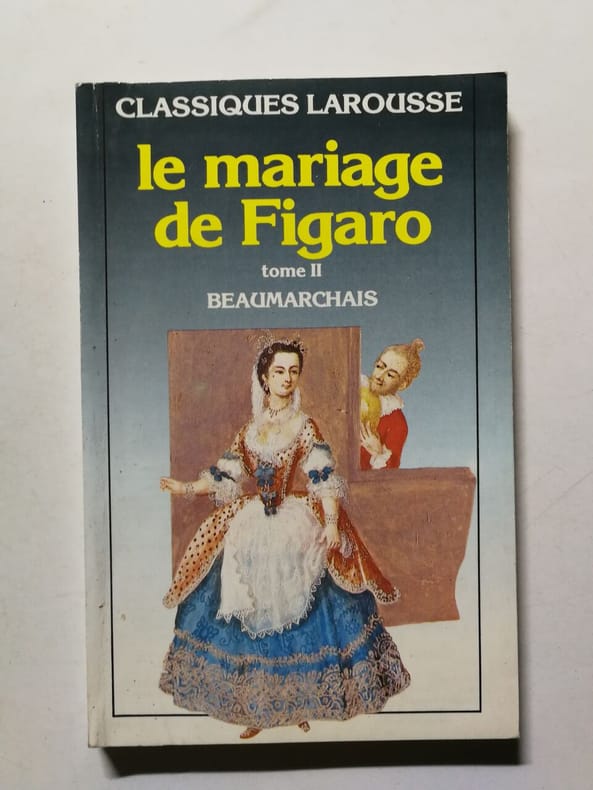 CLASSIQUES LAROUSSE
le mariage
de Figaro
tome II
BEAUMARCHAIS